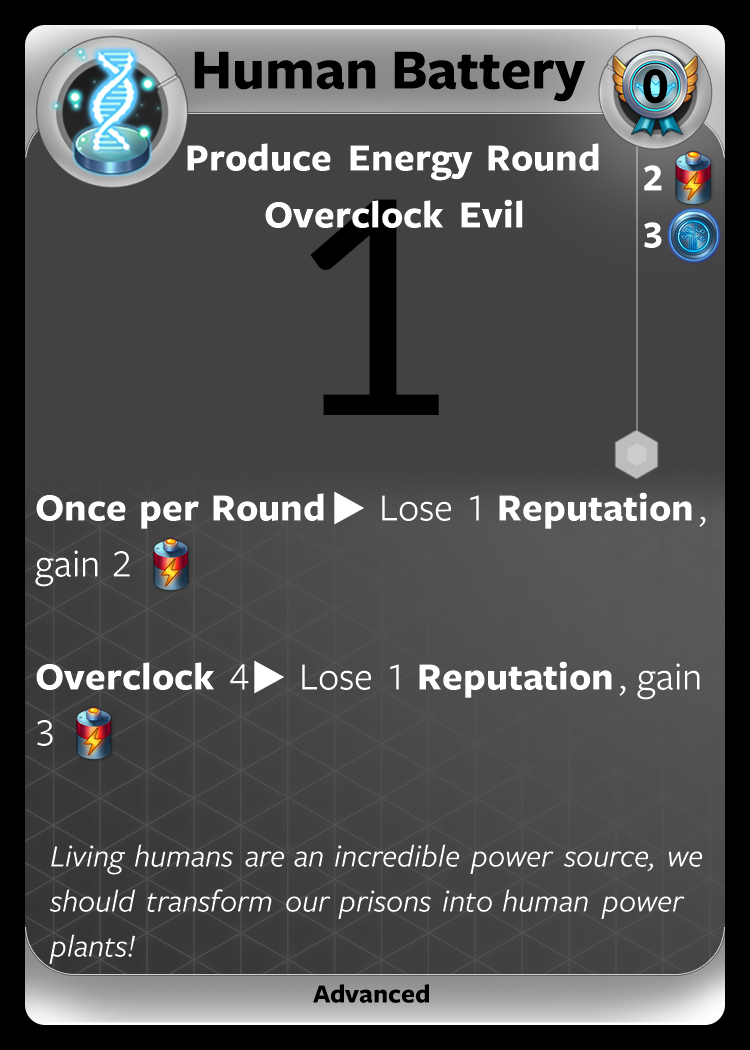 Human Battery
0
Produce Energy Round
Overclock Evil
2
3
1
Once per Round▶ Lose 1 Reputation,
gain 2
Overclock 4▶ Lose 1 Reputation, gain
3
Living humans are an incredible power source, we
should transform our prisons into human power
plants!
Advanced